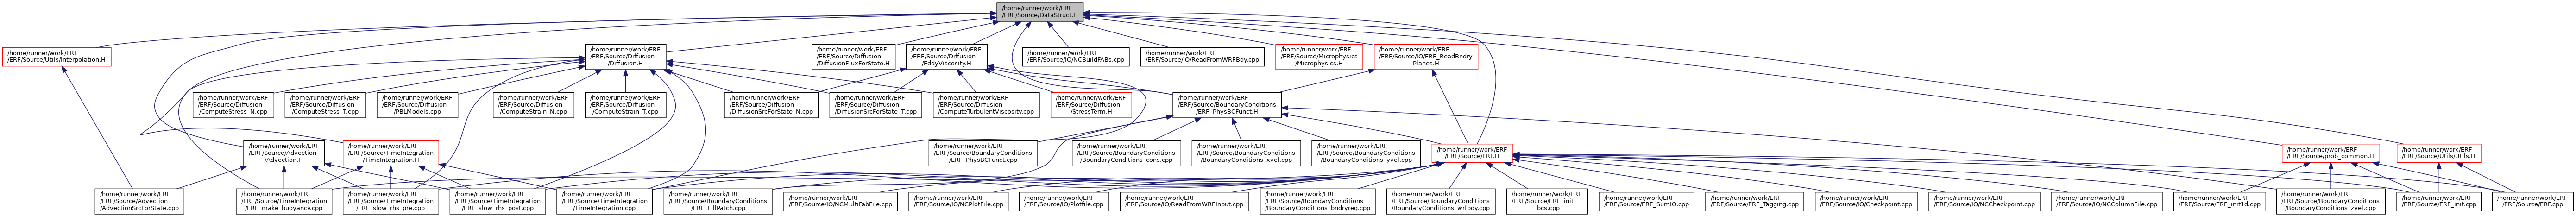 /home/runner/work/ERF
/ERF/Source/DataStruct.H
/home/runner/work/ERF
/ERF/Source/Utils/Interpolation.H
/home/runner/work/ERF
/ERF/Source/Diffusion
/Diffusion.H
/home/runner/work/ERF
/ERF/Source/Diffusion
/DiffusionFluxForState.H
/home/runner/work/ERF
/ERF/Source/Diffusion
/EddyViscosity.H
/home/runner/work/ERF
/ERF/Source/IO/NCBuildFABs.cpp
/home/runner/work/ERF
/ERF/Source/IO/ReadFromWRFBdy.cpp
/home/runner/work/ERF
/ERF/Source/Microphysics
/Microphysics.H
/home/runner/work/ERF
/ERF/Source/IO/ERF_ReadBndry
Planes.H
/home/runner/work/ERF
/ERF/Source/Diffusion
/ComputeStress_N.cpp
/home/runner/work/ERF
/ERF/Source/Diffusion
/ComputeStress_T.cpp
/home/runner/work/ERF
/ERF/Source/Diffusion
/PBLModels.cpp
/home/runner/work/ERF
/ERF/Source/Diffusion
/ComputeStrain_N.cpp
/home/runner/work/ERF
/ERF/Source/Diffusion
/ComputeStrain_T.cpp
/home/runner/work/ERF
/ERF/Source/Diffusion
/DiffusionSrcForState_N.cpp
/home/runner/work/ERF
/ERF/Source/Diffusion
/DiffusionSrcForState_T.cpp
/home/runner/work/ERF
/ERF/Source/Diffusion
/ComputeTurbulentViscosity.cpp
/home/runner/work/ERF
/ERF/Source/Diffusion
/StressTerm.H
/home/runner/work/ERF
/ERF/Source/BoundaryConditions
/ERF_PhysBCFunct.H
/home/runner/work/ERF
/ERF/Source/Advection
/Advection.H
/home/runner/work/ERF
/ERF/Source/TimeIntegration
/TimeIntegration.H
/home/runner/work/ERF
/ERF/Source/BoundaryConditions
/ERF_PhysBCFunct.cpp
/home/runner/work/ERF
/ERF/Source/BoundaryConditions
/BoundaryConditions_cons.cpp
/home/runner/work/ERF
/ERF/Source/BoundaryConditions
/BoundaryConditions_xvel.cpp
/home/runner/work/ERF
/ERF/Source/BoundaryConditions
/BoundaryConditions_yvel.cpp
/home/runner/work/ERF
/ERF/Source/ERF.H
/home/runner/work/ERF
/ERF/Source/prob_common.H
/home/runner/work/ERF
/ERF/Source/Utils/Utils.H
/home/runner/work/ERF
/ERF/Source/Advection
/AdvectionSrcForState.cpp
/home/runner/work/ERF
/ERF/Source/TimeIntegration
/ERF_make_buoyancy.cpp
/home/runner/work/ERF
/ERF/Source/TimeIntegration
/ERF_slow_rhs_pre.cpp
/home/runner/work/ERF
/ERF/Source/TimeIntegration
/ERF_slow_rhs_post.cpp
/home/runner/work/ERF
/ERF/Source/TimeIntegration
/TimeIntegration.cpp
/home/runner/work/ERF
/ERF/Source/BoundaryConditions
/ERF_FillPatch.cpp
/home/runner/work/ERF
/ERF/Source/IO/NCMultiFabFile.cpp
/home/runner/work/ERF
/ERF/Source/IO/NCPlotFile.cpp
/home/runner/work/ERF
/ERF/Source/IO/Plotfile.cpp
/home/runner/work/ERF
/ERF/Source/IO/ReadFromWRFInput.cpp
/home/runner/work/ERF
/ERF/Source/BoundaryConditions
/BoundaryConditions_bndryreg.cpp
/home/runner/work/ERF
/ERF/Source/BoundaryConditions
/BoundaryConditions_wrfbdy.cpp
/home/runner/work/ERF
/ERF/Source/ERF_init
_bcs.cpp
/home/runner/work/ERF
/ERF/Source/ERF_SumIQ.cpp
/home/runner/work/ERF
/ERF/Source/ERF_Tagging.cpp
/home/runner/work/ERF
/ERF/Source/IO/Checkpoint.cpp
/home/runner/work/ERF
/ERF/Source/IO/NCCheckpoint.cpp
/home/runner/work/ERF
/ERF/Source/IO/NCColumnFile.cpp
/home/runner/work/ERF
/ERF/Source/ERF_init1d.cpp
/home/runner/work/ERF
/ERF/Source/BoundaryConditions
/BoundaryConditions_zvel.cpp
/home/runner/work/ERF
/ERF/Source/ERF_init.cpp
/home/runner/work/ERF
/ERF/Source/ERF.cpp